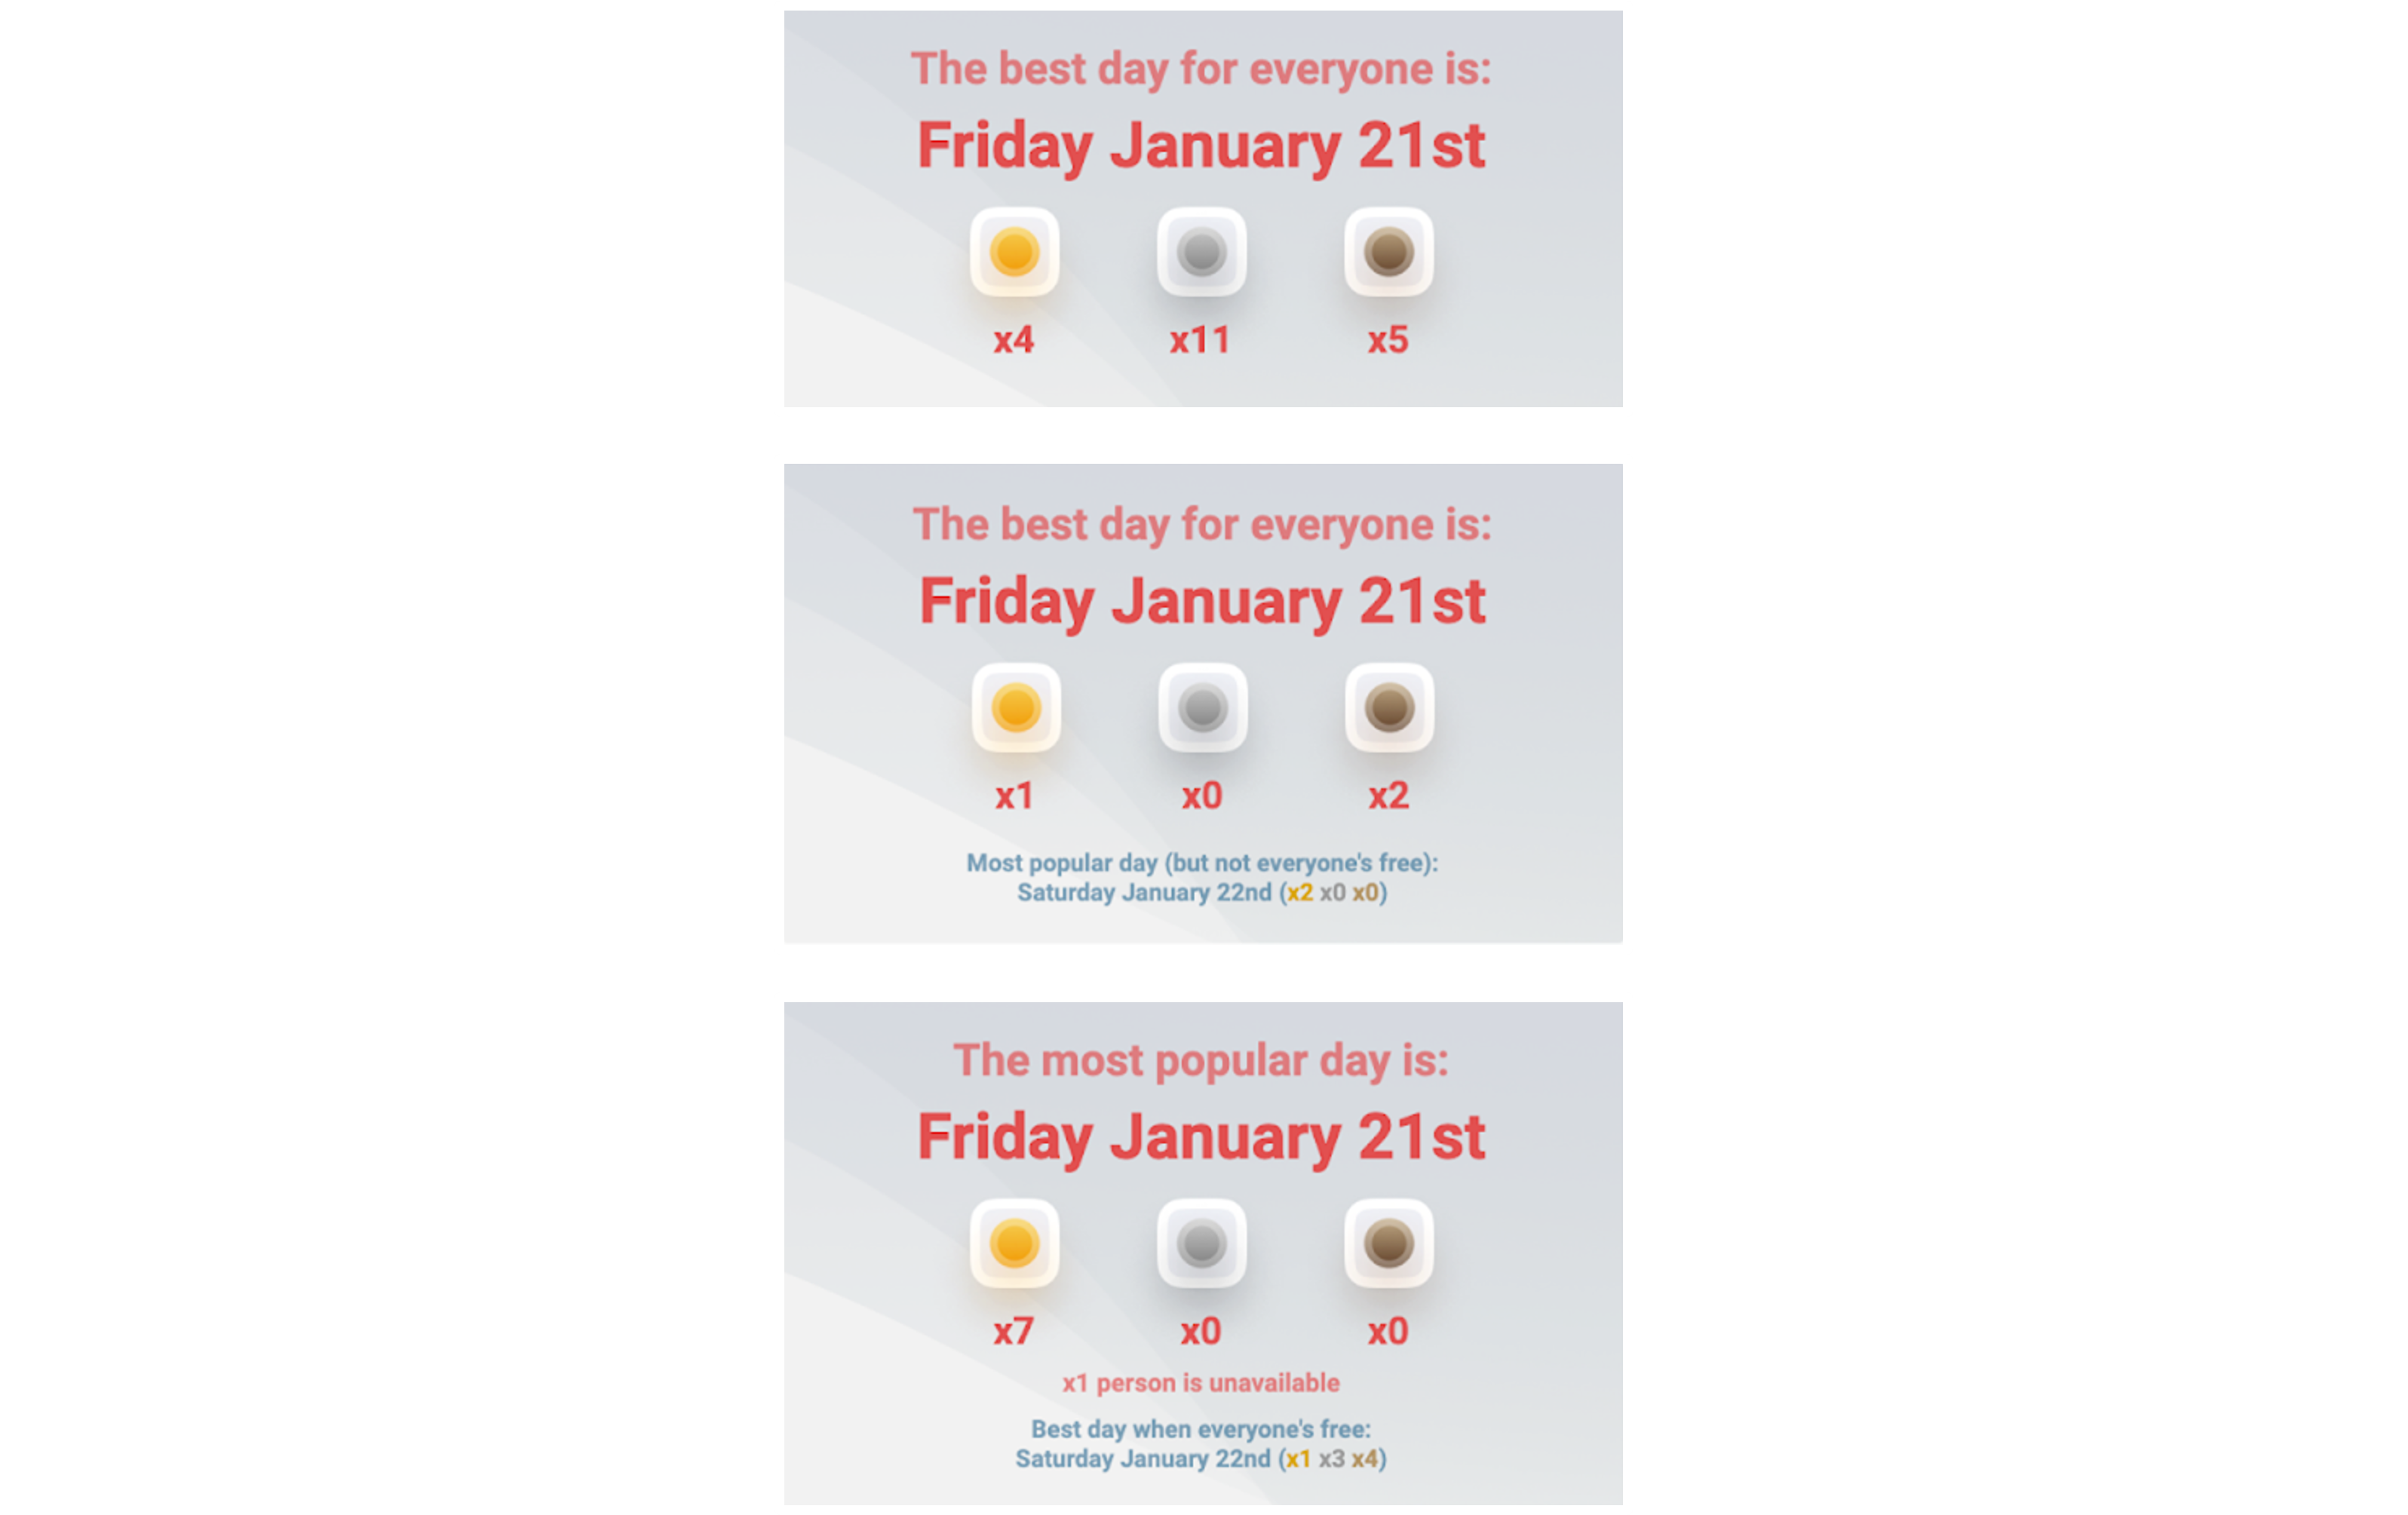 The best day for everyone is:
Friday January 21st
x4 x11 x5
The best day for everyone is:
Friday January 21st
x1 x0 x2
Most popular day (but not everyone's free):
Saturday January 22nd (x2 x0 x0)
The most popular day is:
Friday January 21st
x7 x0 x0
x1 person is unavailable
Best day when everyone's free:
Saturday January 22nd (x1 x3 x4)